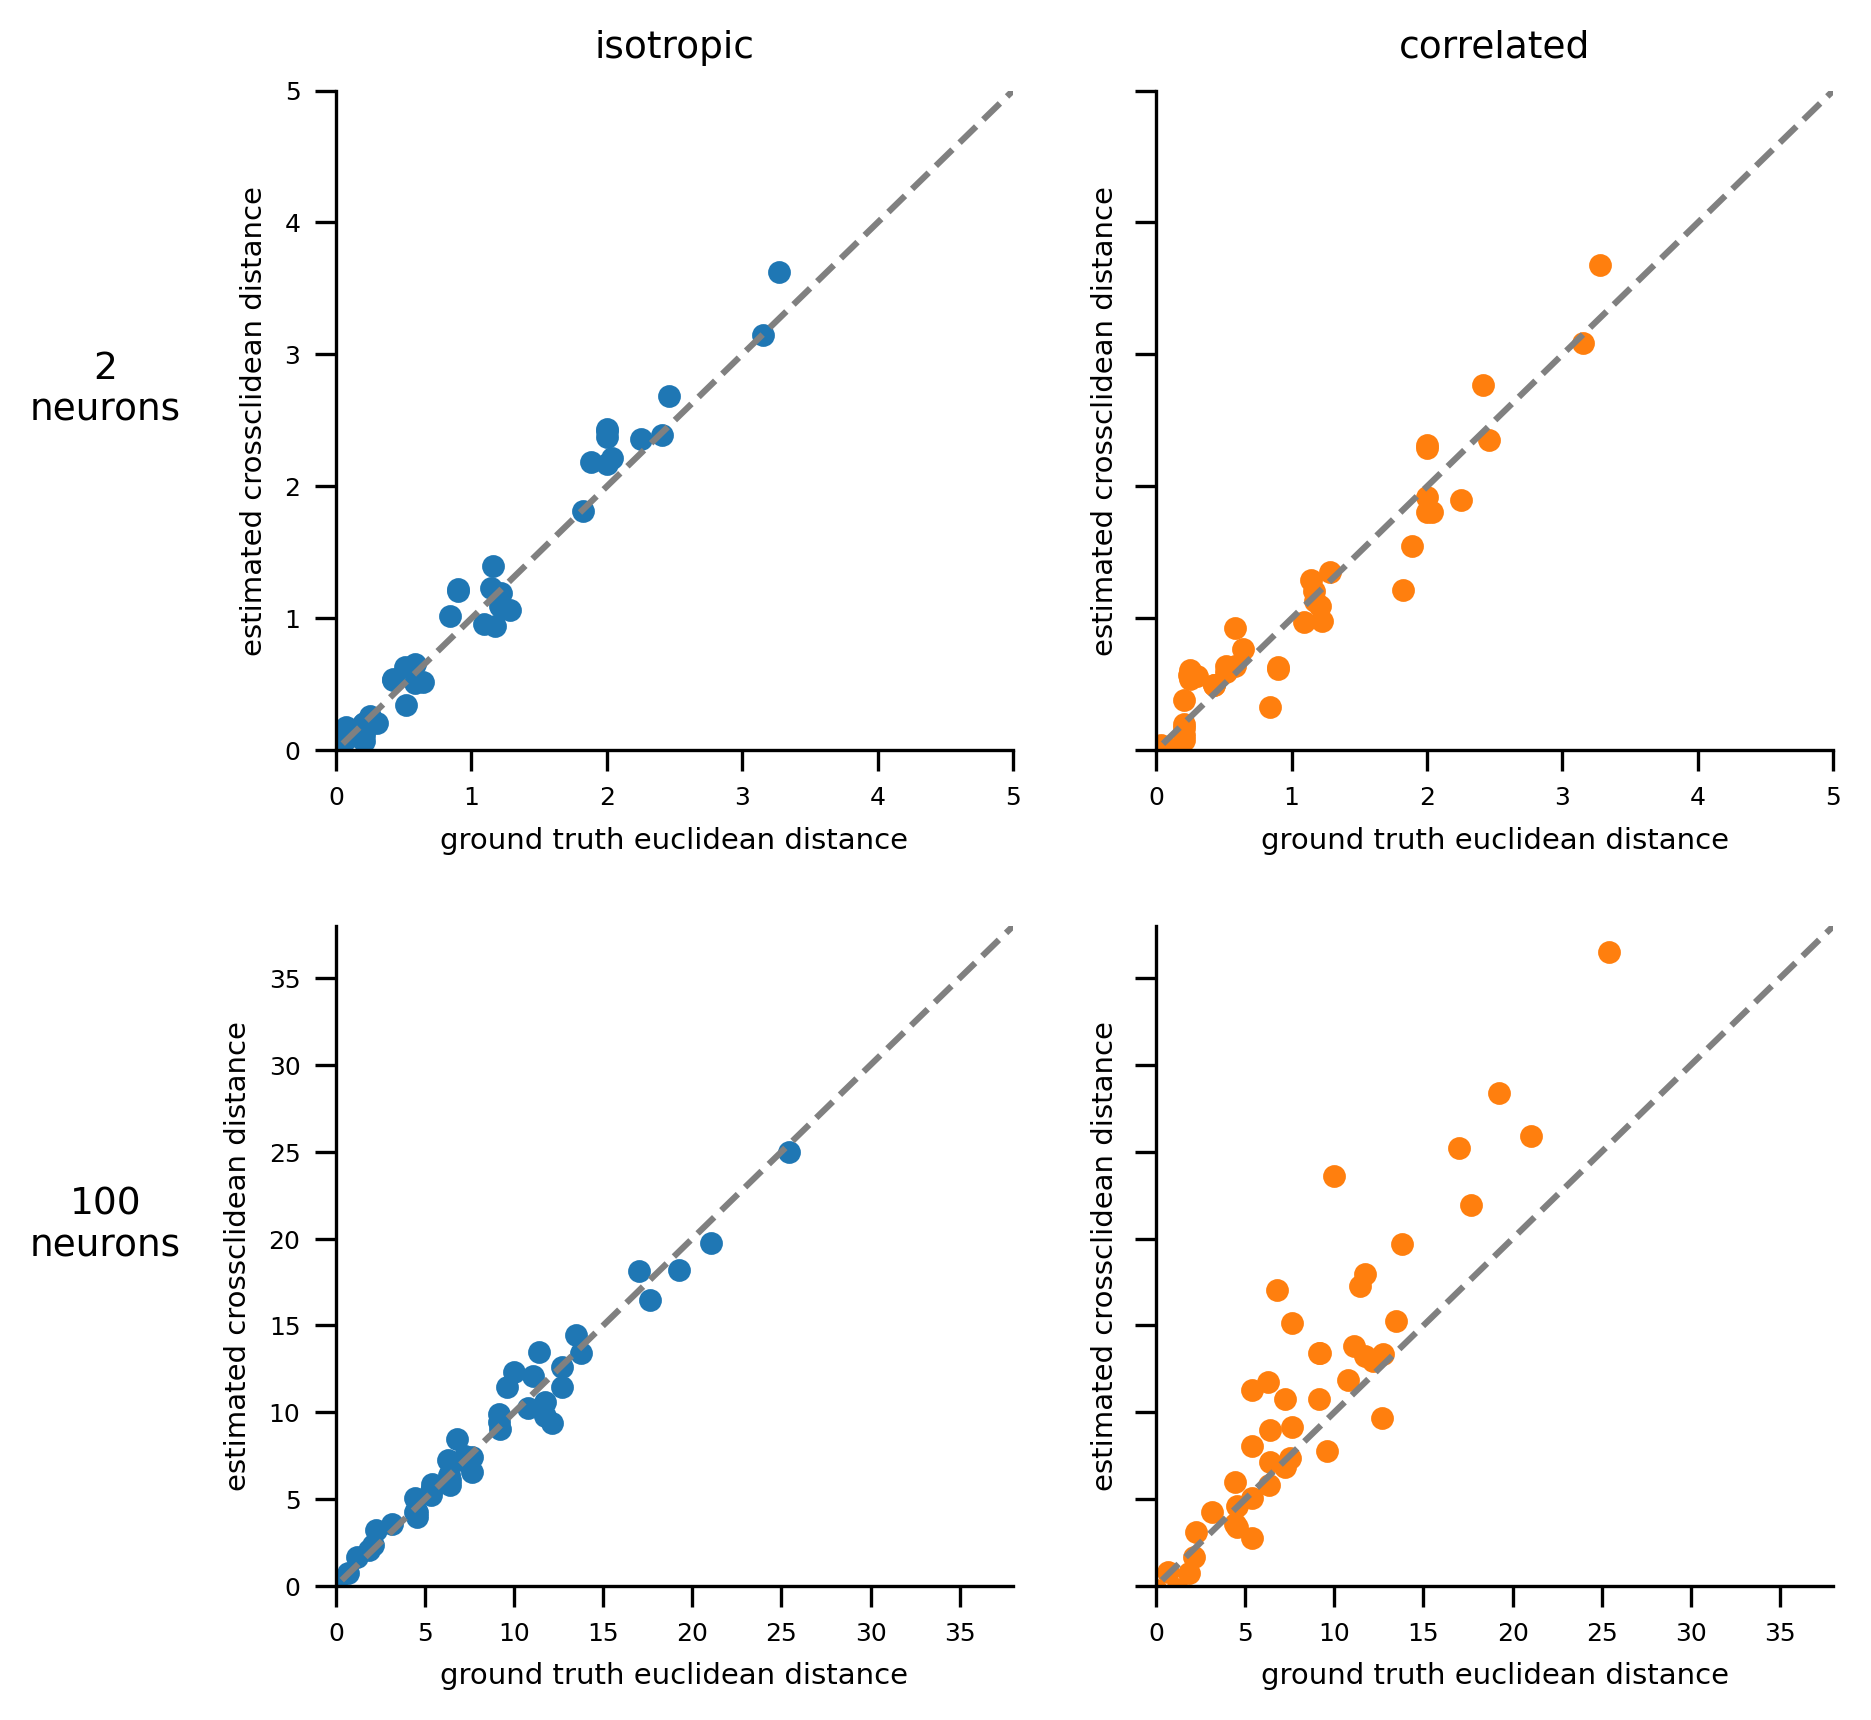 isotropic
correlated
2
neurons
estimated crossclidean distance
5
4
3
2
1
0
0 1 2 3 4 5
ground truth euclidean distance
estimated crossclidean distance
0 1 2 3 4 5
ground truth euclidean distance
100
neurons
estimated crossclidean distance
35
30
25
20
15
10
5
0
0 5 10 15 20 25 30 35
ground truth euclidean distance
estimated crossclidean distance
0 5 10 15 20 25 30 35
ground truth euclidean distance